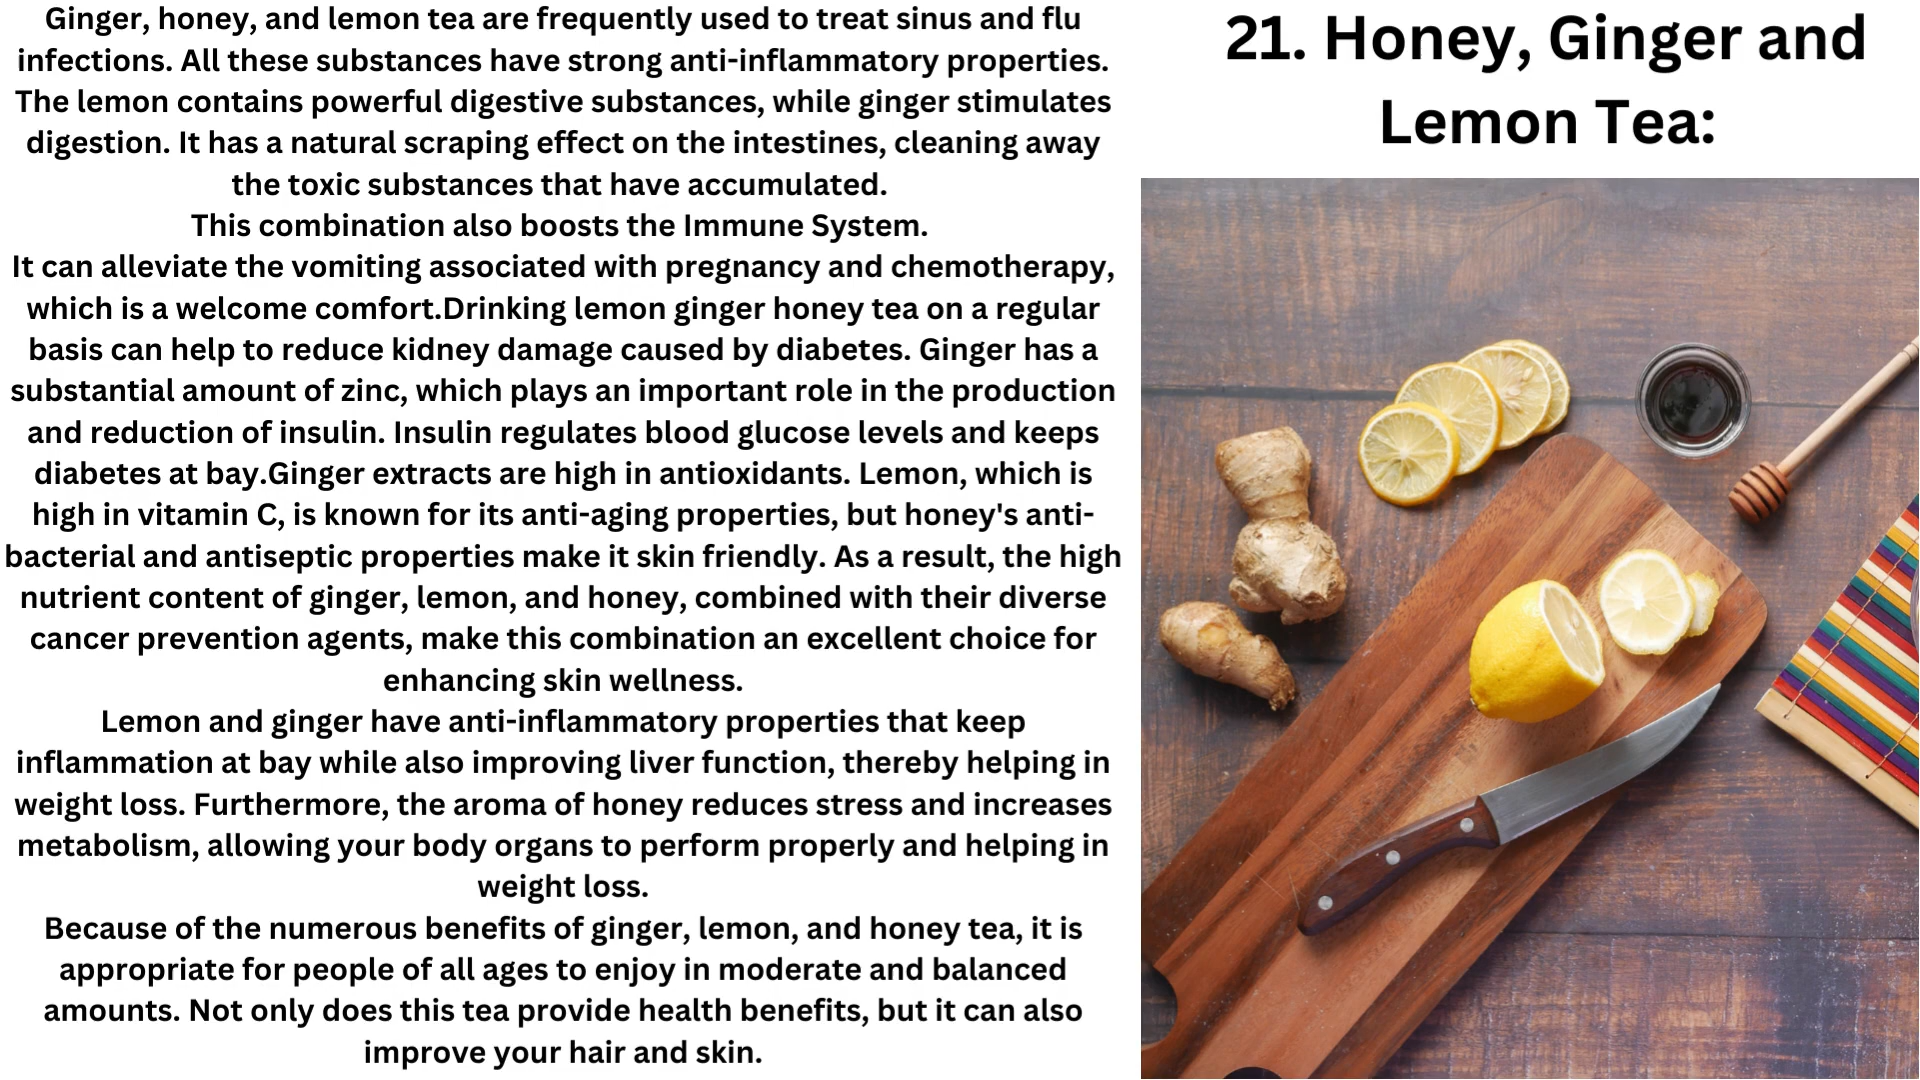 Ginger, honey, and lemon tea are frequently used to treat sinus and flu
infections. All these substances have strong anti-inflammatory properties.
The lemon contains powerful digestive substances, while ginger stimulates
digestion. It has a natural scraping effect on the intestines, cleaning away
the toxic substances that have accumulated.
This combination also boosts the Immune System.
It can alleviate the vomiting associated with pregnancy and chemotherapy,
which is a welcome comfort.Drinking lemon ginger honey tea on a regular
basis can help to reduce kidney damage caused by diabetes. Ginger has a
substantial amount of zinc, which plays an important role in the production
and reduction of insulin. Insulin regulates blood glucose levels and keeps
diabetes at bay.Ginger extracts are high in antioxidants. Lemon, which is
high in vitamin C, is known for its anti-aging properties, but honey's anti-
bacterial and antiseptic properties make it skin friendly. As a result, the high
nutrient content of ginger, lemon, and honey, combined with their diverse
cancer prevention agents, make this combination an excellent choice for
enhancing skin wellness.
Lemon and ginger have anti-inflammatory properties that keep
inflammation at bay while also improving liver function, thereby helping in
weight loss. Furthermore, the aroma of honey reduces stress and increases
metabolism, allowing your body organs to perform properly and helping in
weight loss.
Because of the numerous benefits of ginger, lemon, and honey tea, it is
appropriate for people of all ages to enjoy in moderate and balanced
amounts. Not only does this tea provide health benefits, but it can also
improve your hair and skin.
21. Honey, Ginger and
Lemon Tea: